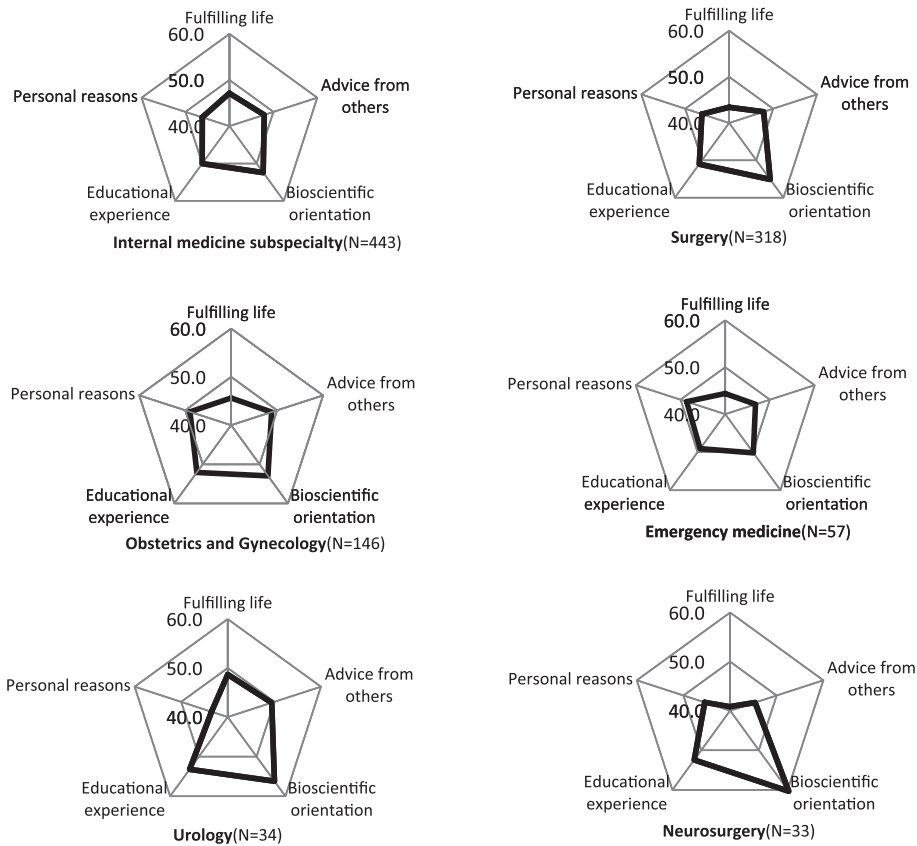 Fulfilling life
60.0
50.0
40.0
Personal reasons
Advice from
others
Educational
experience
Bioscientific
orientation
Internal medicine subspecialty(N=443)
Fulfilling life
60.0
50.0
40.0
Personal reasons
Advice from
others
Educational
experience
Bioscientific
orientation
Surgery(N=318)
Fulfilling life
60.0
50.0
40.0
Personal reasons
Advice from
others
Educational
experience
Bioscientific
orientation
Obstetrics and Gynecology(N=146)
Fulfilling life
60.0
50.0
40.0
Personal reasons
Advice from
others
Educational
experience
Bioscientific
orientation
Emergency medicine(N=57)
Fulfilling life
60.0
50.0
40.0
Personal reasons
Advice from
others
Educational
experience
Bioscientific
orientation
Urology(N=34)
Fulfilling life
60.0
50.0
40.0
Personal reasons
Advice from
others
Educational
experience
Bioscientific
orientation
Neurosurgery(N=33)